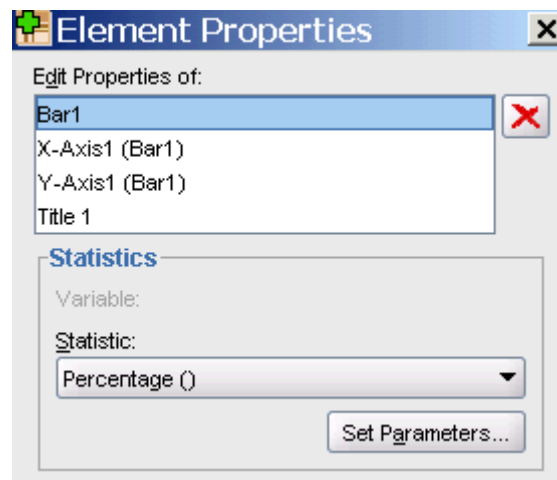 Element Properties
Edit Properties of:
Bar1
X-Axis1 (Bar1)
Y-Axis1 (Bar1)
Title 1
Statistics
Variable:
Statistic:
Percentage ()
Set Parameters...